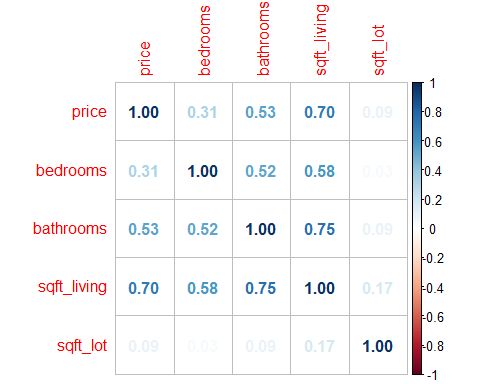 price bedrooms bathrooms sqft_living sqft_lot
price 1.00 0.31 0.53 0.70 0.09
bedrooms 0.31 1.00 0.52 0.58 0.03
bathrooms 0.53 0.52 1.00 0.75 0.09
sqft_living 0.70 0.58 0.75 1.00 0.17
sqft_lot 0.09 0.03 0.09 0.17 1.00
1
0.8
0.6
0.4
0.2
0
-0.2
-0.4
-0.6
-0.8
-1